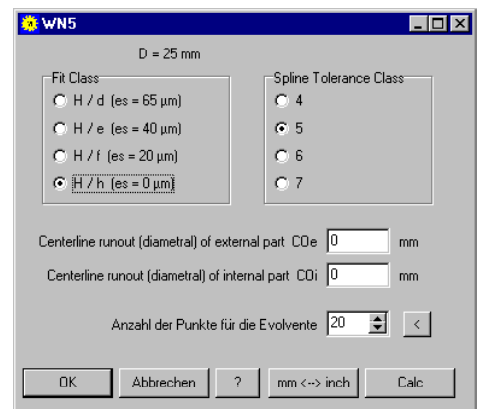 WN5
D = 25 mm
Fit Class
H / d (es = 65 µm)
H / e (es = 40 µm)
H / f (es = 20 µm)
H / h (es = 0 µm)
Spline Tolerance Class
4
5
6
7
Centerline runout (diametral) of external part COe 0 mm
Centerline runout (diametral) of internal part COi 0 mm
Anzahl der Punkte für die Evolvente 20 <
OK Abbrechen ? mm <--> inch Calc